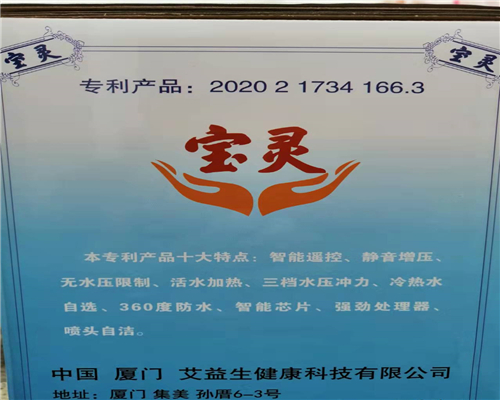 宝灵
宝灵
专利产品：2020 2 1734 166.3
宝灵
本专利产品十大特点：智能遥控、静音增压、
无水压限制、活水加热、三档水压冲力、冷热水
自选、360度防水、智能芯片、强劲处理器、
喷头自洁。
中国 厦门 艾益生健康科技有限公司
地址：厦门 集美 孙厝6-3号